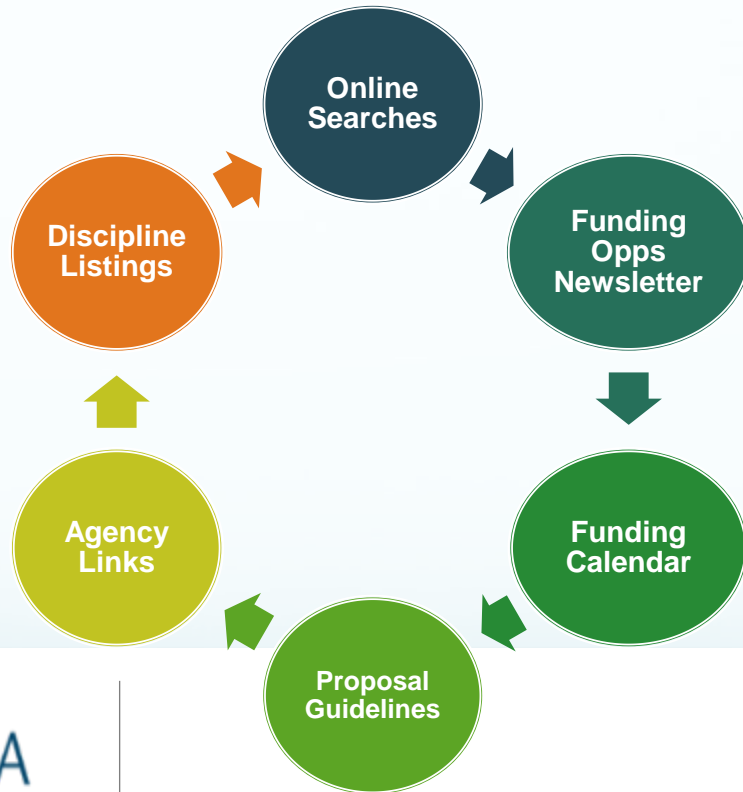 Online
Searches
Funding
Opps
Newsletter
Funding
Calendar
Proposal
Guidelines
Agency
Links
Discipline
Listings
A